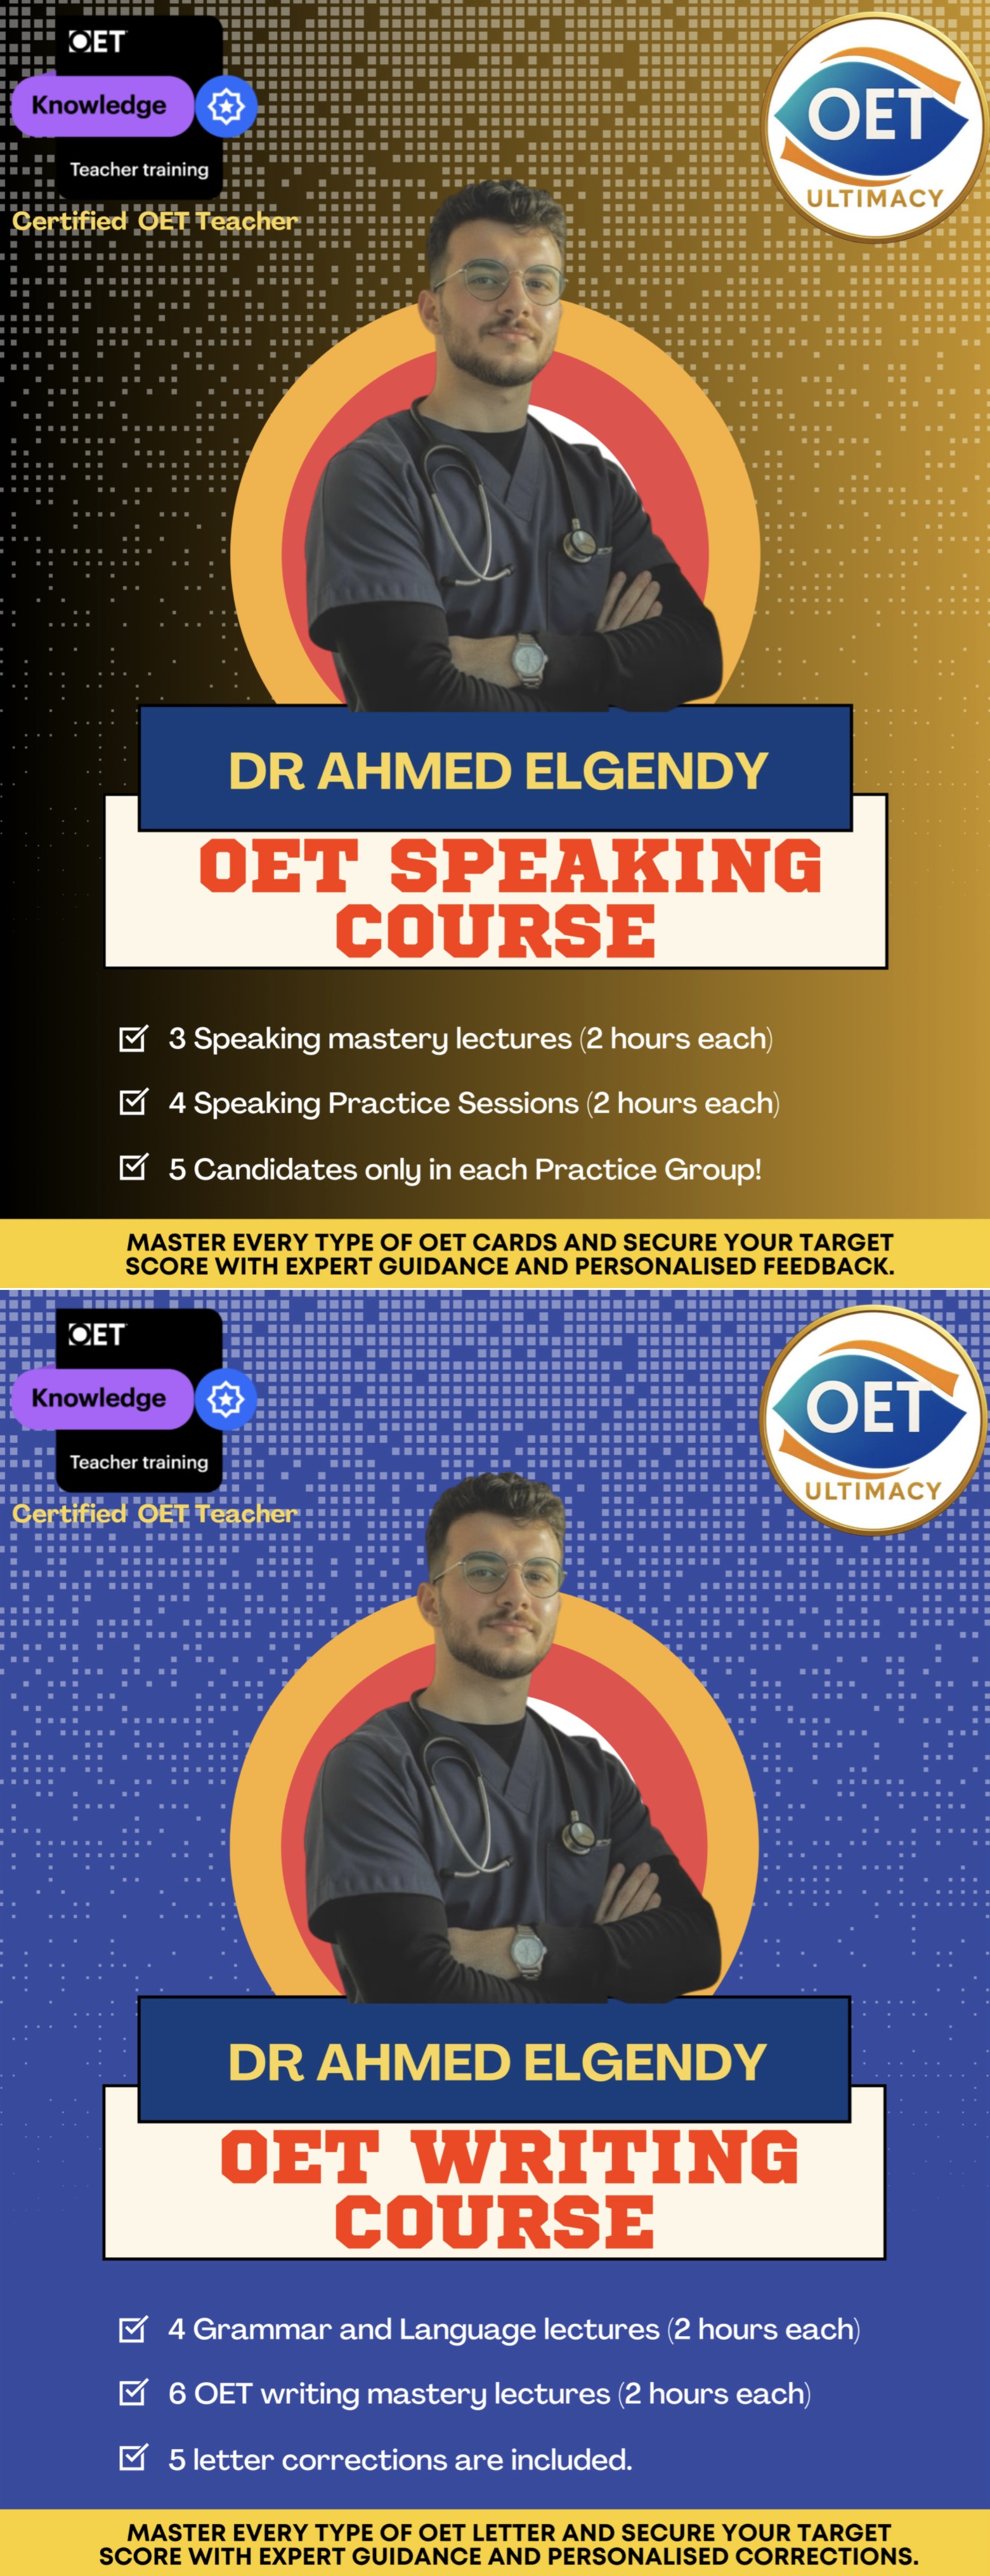 OET
Knowledge
Teacher training
Certified OET Teacher
OET
ULTIMACY
DR AHMED ELGENDY
OET SPEAKING
COURSE
3 Speaking mastery lectures (2 hours each)
4 Speaking Practice Sessions (2 hours each)
5 Candidates only in each Practice Group!
MASTER EVERY TYPE OF OET CARDS AND SECURE YOUR TARGET
SCORE WITH EXPERT GUIDANCE AND PERSONALISED FEEDBACK.
OET
Knowledge
Teacher training
Certified OET Teacher
OET
ULTIMACY
DR AHMED ELGENDY
OET WRITING
COURSE
4 Grammar and Language lectures (2 hours each)
6 OET writing mastery lectures (2 hours each)
5 letter corrections are included.
MASTER EVERY TYPE OF OET LETTER AND SECURE YOUR TARGET
SCORE WITH EXPERT GUIDANCE AND PERSONALISED CORRECTIONS.